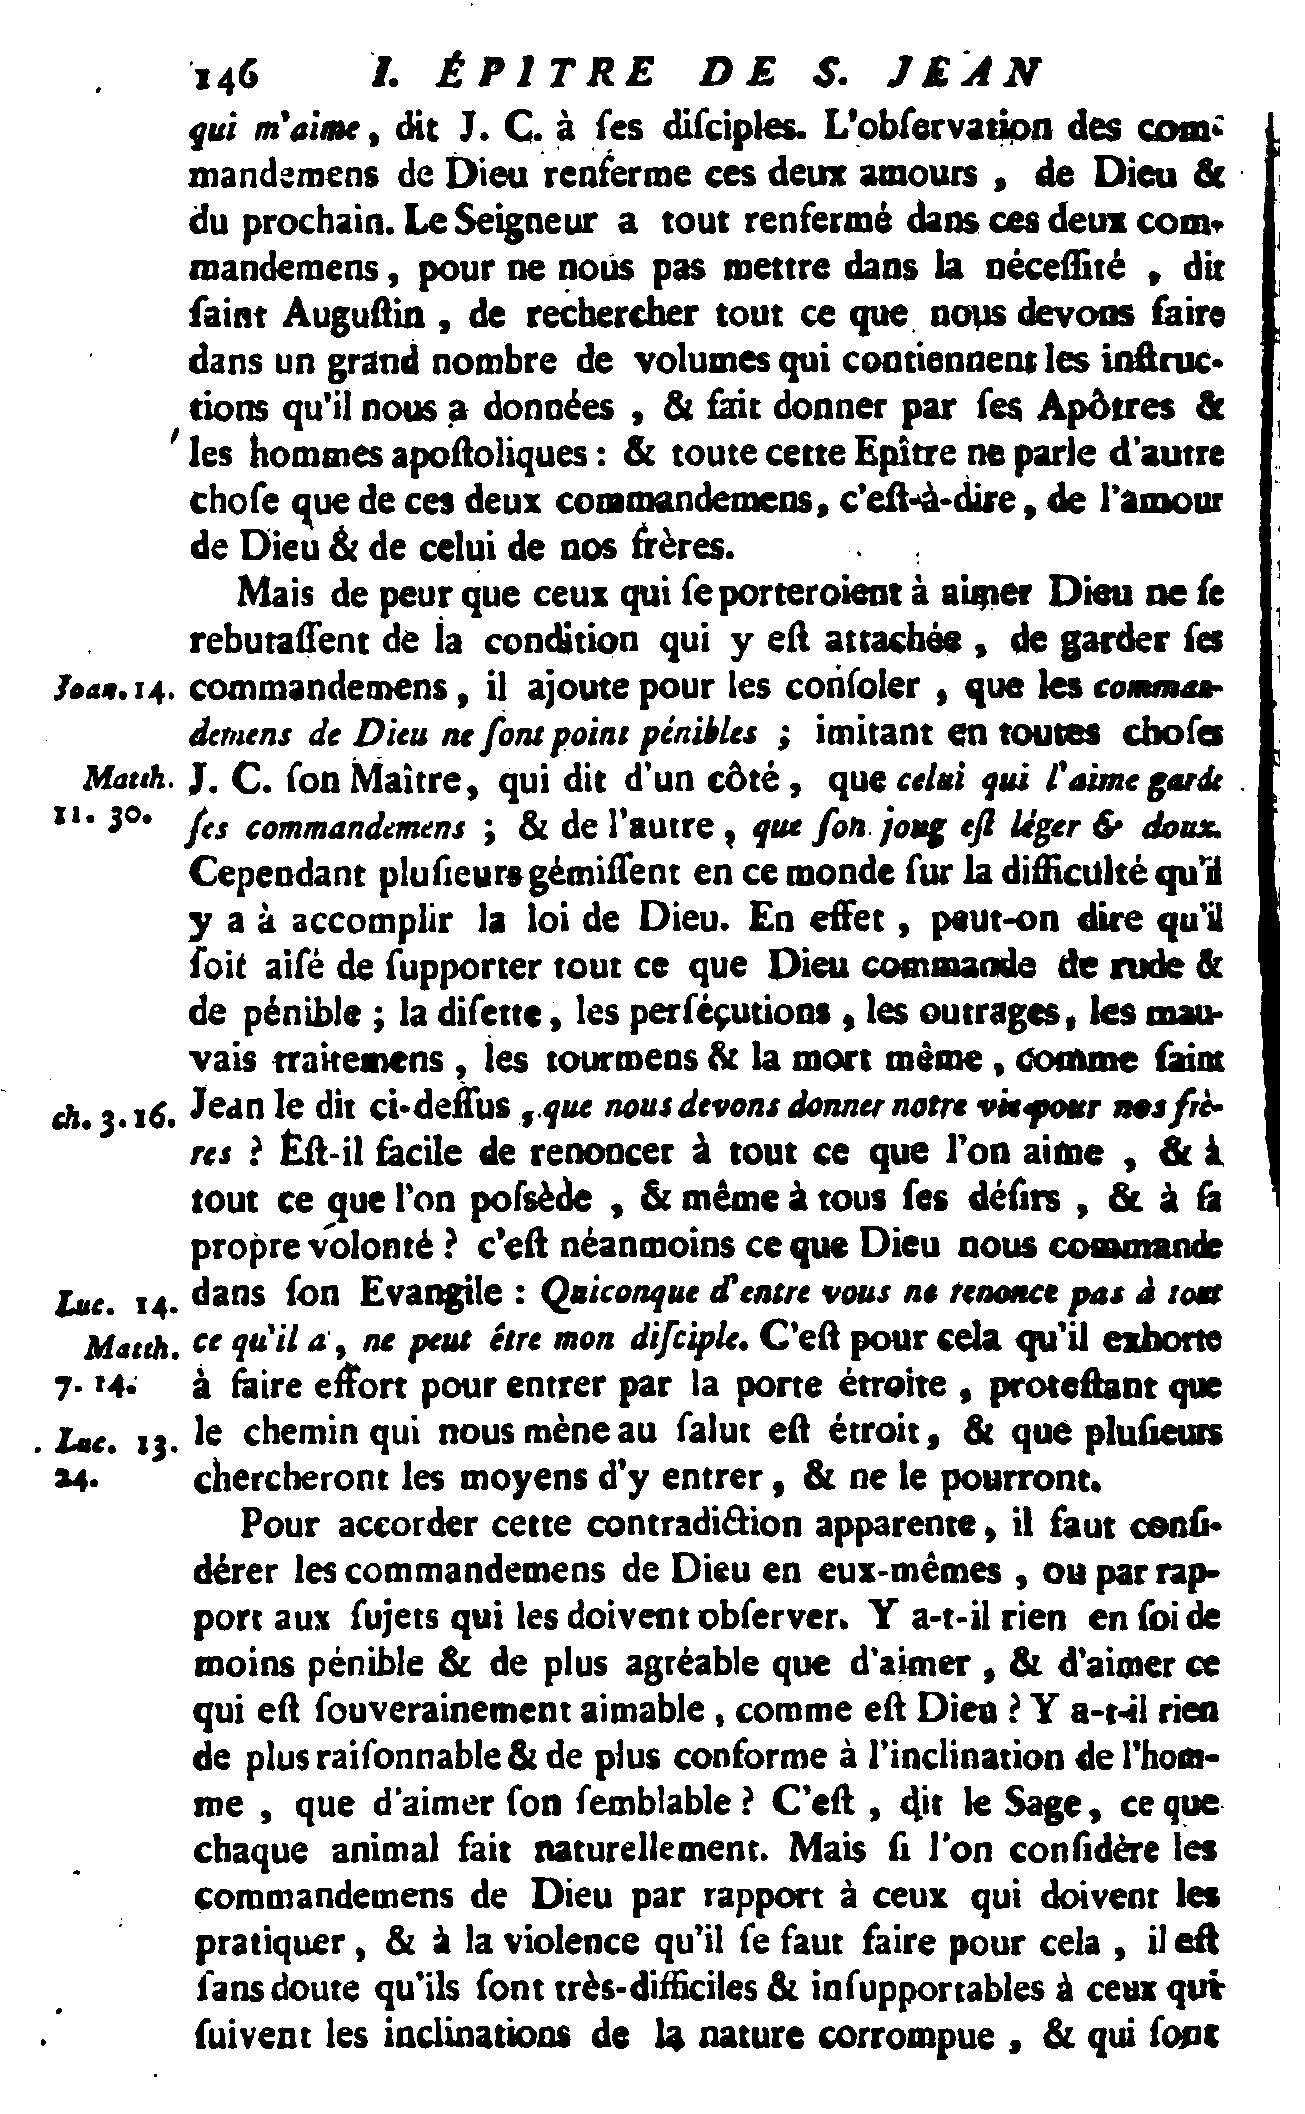 146 I. ÉPITRE DE S. JEAN
qui m'aime, dit J. C. à ſes diſciples. L'obſervation des com-
mandemens de Dieu renferme ces deux amours, de Dieu &
du prochain. Le Seigneur a tout renfermé dans ces deux com-
mandemens, pour ne nous pas mettre dans la néceſſité, dit
ſaint Auguſtin, de rechercher tout ce que nous devons faire
dans un grand nombre de volumes qui contiennent les inſtruc-
tions qu'il nous a données, & fait donner par ſes Apôtres &
les hommes apoſtoliques : & toute cette Epître ne parle d'autre
choſe que de ces deux commandemens, c'eſt-à-dire, de l'amour
de Dieu & de celui de nos frères.
Mais de peur que ceux qui ſe porteroient à aimer Dieu ne ſe
rebutaſſent de la condition qui y eſt attachée, de garder ſes
Joan. 14. commandemens, il ajoute pour les conſoler, que les comman-
demens de Dieu ne ſont point pénibles ; imitant en toutes choſes
Matth. J. C. ſon Maître, qui dit d'un côté, que celui qui l'aime garde
11. 30. ſes commandemens ; & de l'autre, que ſon joug eſt léger & doux.
Cependant pluſieurs gémiſſent en ce monde ſur la difficulté qu'il
y a à accomplir la loi de Dieu. En effet, peut-on dire qu'il
ſoit aiſé de ſupporter tout ce que Dieu commande de rude &
de pénible ; la diſette, les perſéçutions, les outrages, les mau-
vais traitemens, les tourmens & la mort même, comme ſaint
ch. 3. 16. Jean le dit ci-deſſus, que nous devons donner notre vie pour nos frè-
res ? Eſt-il facile de renoncer à tout ce que l'on aime, & à
tout ce que l'on poſsède, & même à tous ſes déſirs, & à ſa
propre volonté ? c'eſt néanmoins ce que Dieu nous commande
Luc. 14. dans ſon Evangile : Quiconque d'entre vous ne renonce pas à tout
Matth. ce qu'il a, ne peut être mon diſciple. C'eſt pour cela qu'il exhorte
7. 14. à faire effort pour entrer par la porte étroite, proteſtant que
Luc. 13. le chemin qui nous mène au ſalut eſt étroit, & que pluſieurs
24. chercheront les moyens d'y entrer, & ne le pourront.
Pour accorder cette contradiction apparente, il faut conſi-
dérer les commandemens de Dieu en eux-mêmes, ou par rap-
port aux ſujets qui les doivent obſerver. Y a-t-il rien en ſoi de
moins pénible & de plus agréable que d'aimer, & d'aimer ce
qui eſt ſouverainement aimable, comme eſt Dieu ? Y a-t-il rien
de plus raiſonnable & de plus conforme à l'inclination de l'hom-
me, que d'aimer ſon ſemblable ? C'eſt, dit le Sage, ce que
chaque animal fait naturellement. Mais ſi l'on conſidère les
commandemens de Dieu par rapport à ceux qui doivent les
pratiquer, & à la violence qu'il ſe faut faire pour cela, il eſt
ſans doute qu'ils ſont très-difficiles & inſupportables à ceux qui
ſuivent les inclinations de la nature corrompue, & qui ſont